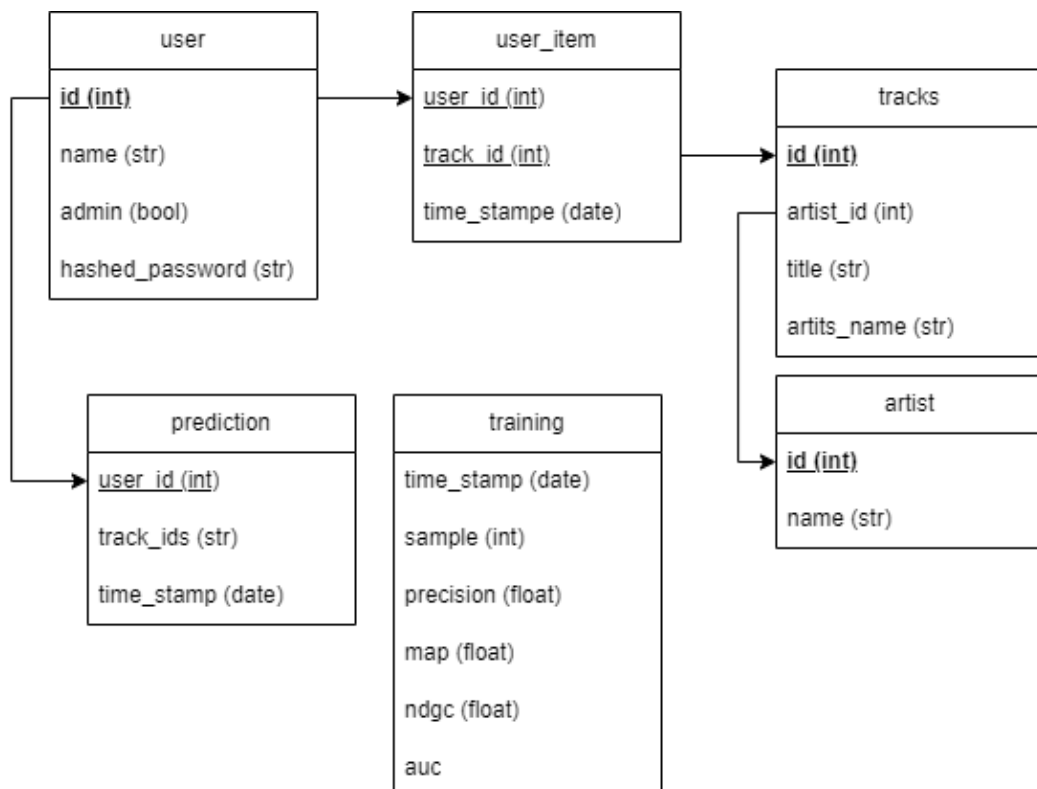 user
id (int)
name (str)
admin (bool)
hashed_password (str)
user_item
user_id (int)
track_id (int)
time_stampe (date)
tracks
id (int)
artist_id (int)
title (str)
artits_name (str)
prediction
user_id (int)
track_ids (str)
time_stamp (date)
training
time_stamp (date)
sample (int)
precision (float)
map (float)
ndgc (float)
auc
artist
id (int)
name (str)